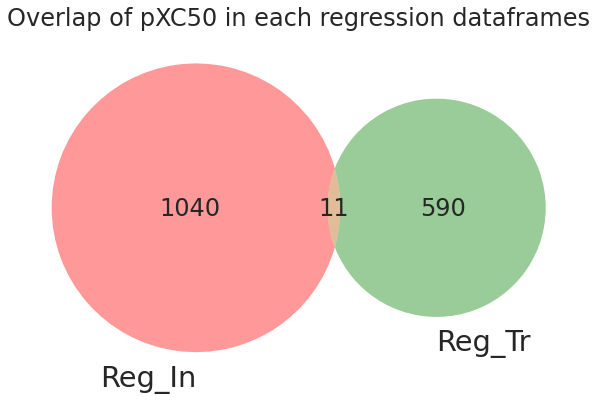 Overlap of pXC50 in each regression dataframes
1040
11
590
Reg_Tr
Reg_In